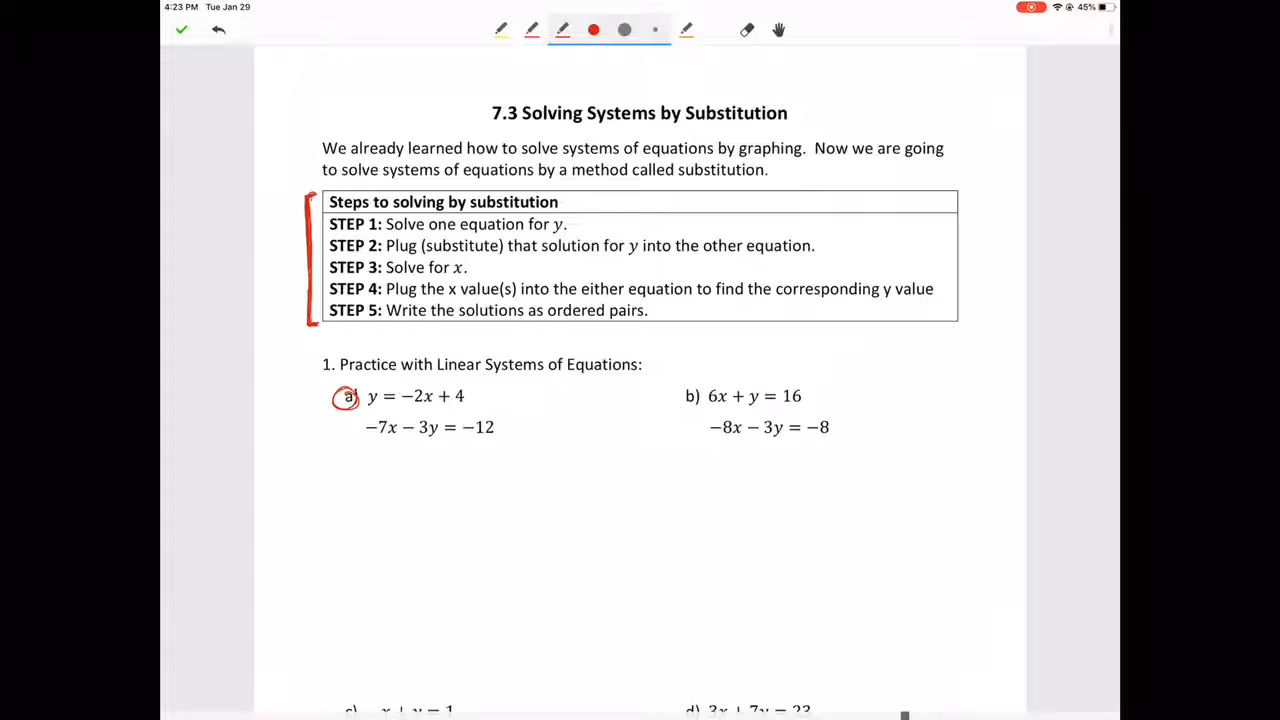 4:23 PM Tue Jan 29
45%
7.3 Solving Systems by Substitution
We already learned how to solve systems of equations by graphing. Now we are going
to solve systems of equations by a method called substitution.
Steps to solving by substitution
STEP 1: Solve one equation for y.
STEP 2: Plug (substitute) that solution for y into the other equation.
STEP 3: Solve for x.
STEP 4: Plug the x value(s) into the either equation to find the corresponding y value
STEP 5: Write the solutions as ordered pairs.
1. Practice with Linear Systems of Equations:
a) y = −2x + 4
−7x − 3y = −12
b) 6x + y = 16
−8x − 3y = −8
d) 3x + 7y = 23